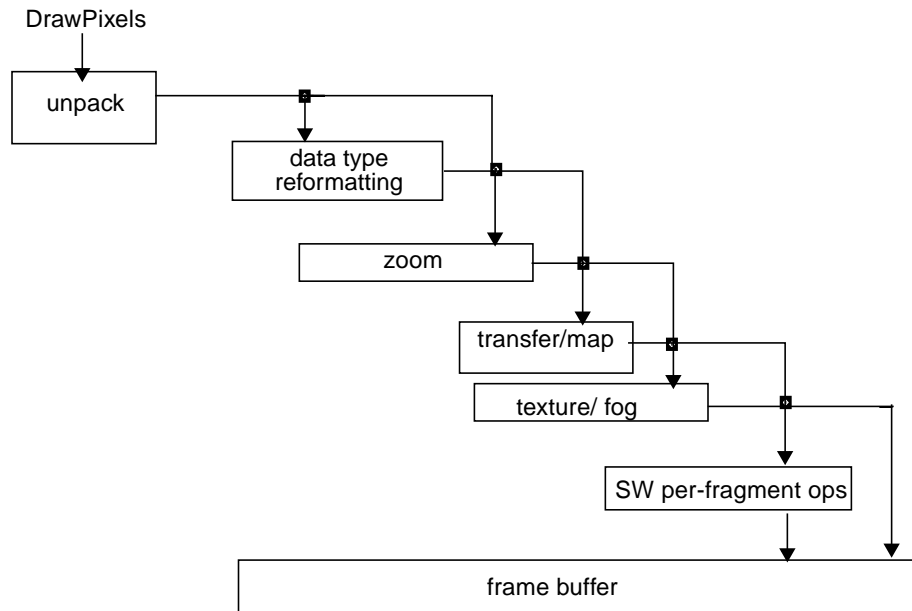 DrawPixels
unpack
data type
reformatting
zoom
transfer/map
texture/ fog
SW per-fragment ops
frame buffer